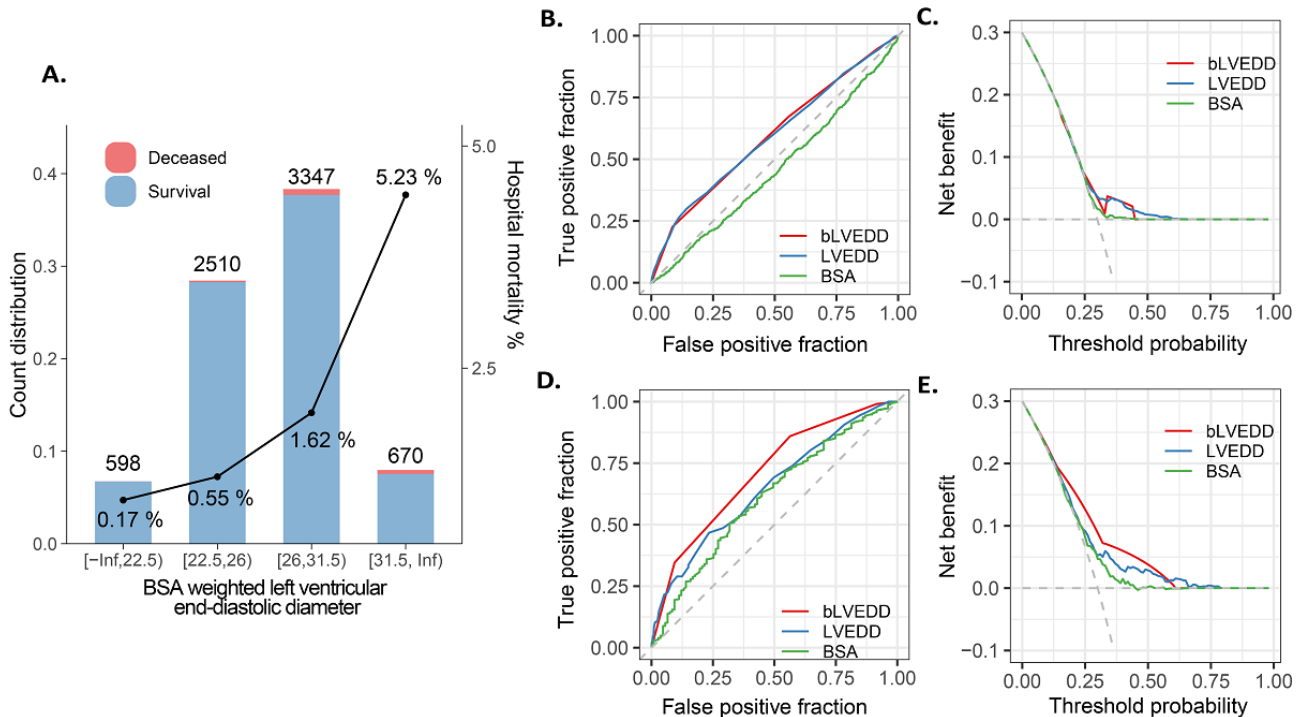 A.
Deceased
Survival
Count distribution
0.4
0.3
0.2
0.1
0.0
598
2510
3347
670
0.17 %
0.55 %
1.62 %
5.23 %
5.0
2.5
Hospital mortality %
[−Inf,22.5)
[22.5,26)
[26,31.5)
[31.5, Inf)
BSA weighted left ventricular
end-diastolic diameter
B.
True positive fraction
1.00
0.75
0.50
0.25
0.00
bLVEDD
LVEDD
BSA
0.00 0.25 0.50 0.75 1.00
False positive fraction
C.
Net benefit
0.3
0.2
0.1
0.0
−0.1
bLVEDD
LVEDD
BSA
0.00 0.25 0.50 0.75 1.00
Threshold probability
D.
True positive fraction
1.00
0.75
0.50
0.25
0.00
bLVEDD
LVEDD
BSA
0.00 0.25 0.50 0.75 1.00
False positive fraction
E.
Net benefit
0.3
0.2
0.1
0.0
−0.1
bLVEDD
LVEDD
BSA
0.00 0.25 0.50 0.75 1.00
Threshold probability